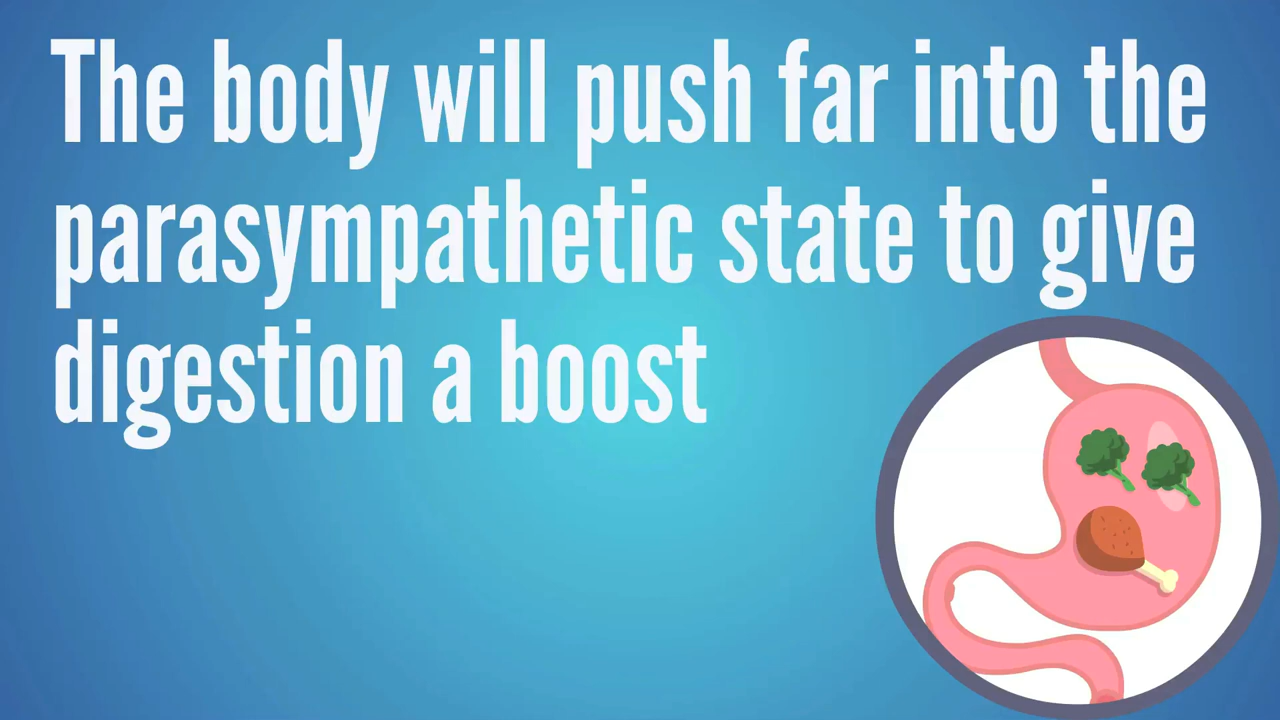 The body will push far into the
parasympathetic state to give
digestion a boost